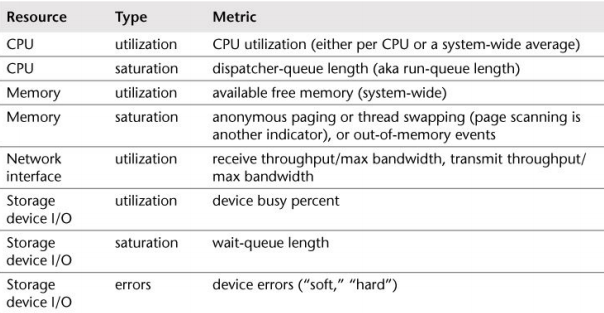 Resource Type Metric
CPU utilization CPU utilization (either per CPU or a system-wide average)
CPU saturation dispatcher-queue length (aka run-queue length)
Memory utilization available free memory (system-wide)
Memory saturation anonymous paging or thread swapping (page scanning is
another indicator), or out-of-memory events
Network utilization receive throughput/max bandwidth, transmit throughput/
interface max bandwidth
Storage utilization device busy percent
device I/O
Storage saturation wait-queue length
device I/O
Storage errors device errors (“soft,” “hard”)
device I/O